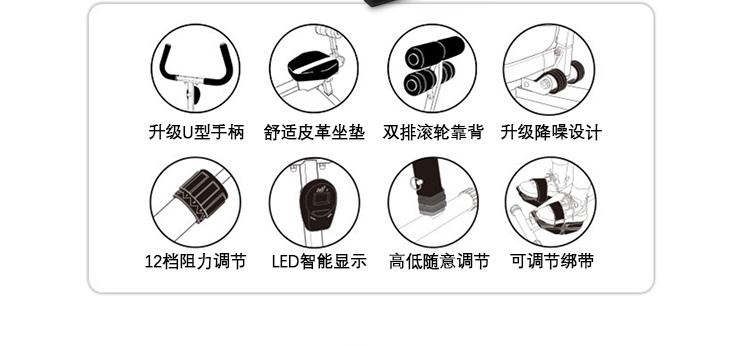 升级U型手柄
舒适皮革坐垫
双排滚轮靠背
升级降噪设计
12档阻力调节
LED智能显示
高低随意调节
可调节绑带